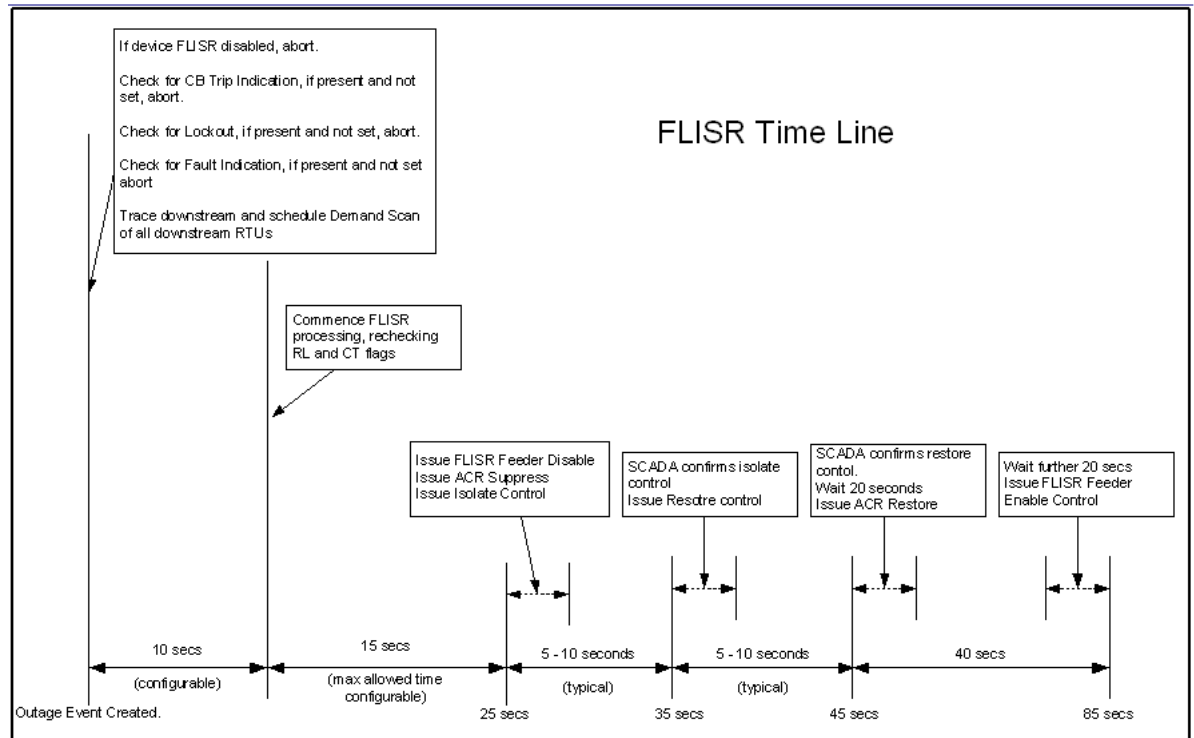 If device FLISR disabled, abort.
Check for CB Trip Indication, if present and not
set, abort.
Check for Lockout, if present and not set, abort.
Check for Fault Indication, if present and not set
abort
Trace downstream and schedule Demand Scan
of all downstream RTUs
FLISR Time Line
Commence FLISR
processing, rechecking
RL and CT flags
Issue FLISR Feeder Disable
Issue ACR Suppress
Issue Isolate Control
SCADA confirms isolate
control
Issue Resotre control
SCADA confirms restore
contol.
Wait 20 seconds
Issue ACR Restore
Wait further 20 secs
Issue FLISR Feeder
Enable Control
10 secs
(configurable)
15 secs
(max allowed time
configurable)
5 - 10 seconds
(typical)
5 - 10 seconds
(typical)
40 secs
Outage Event Created.
25 secs
35 secs
45 secs
85 secs